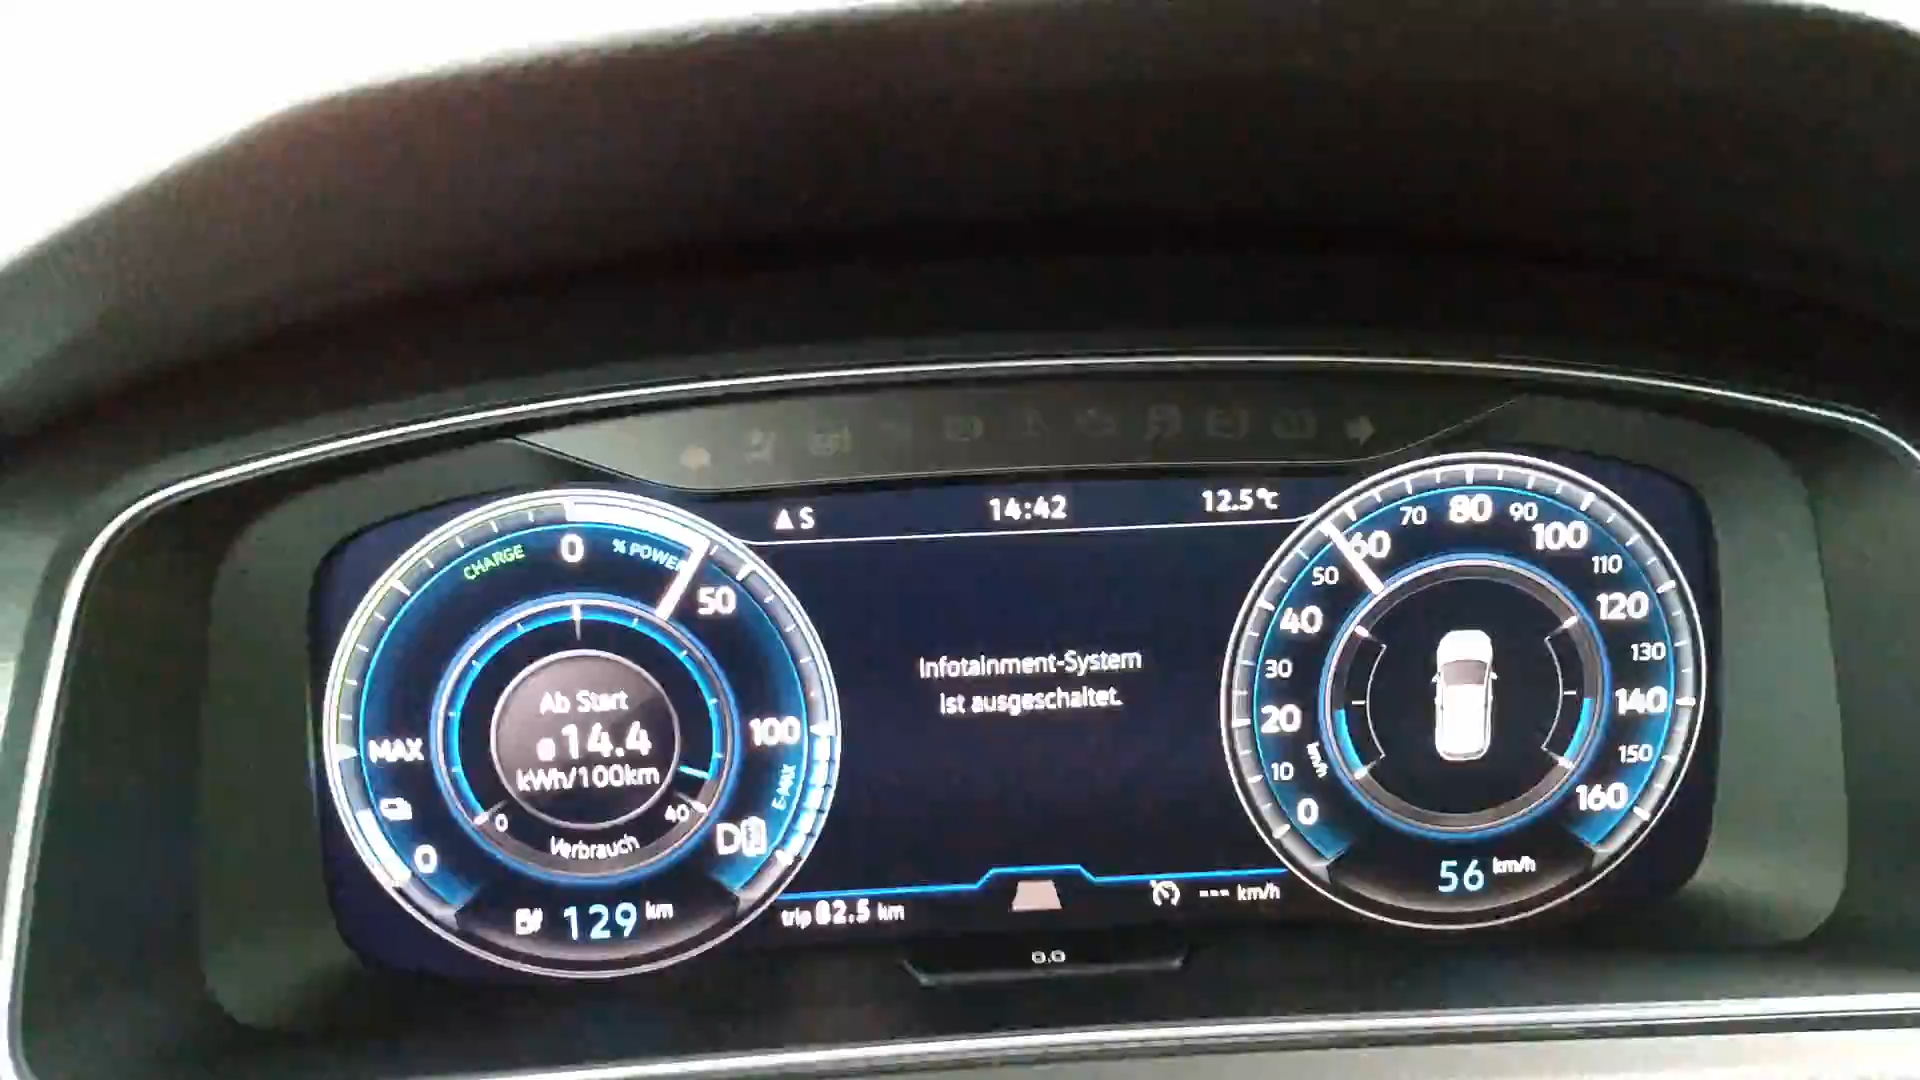 S
14:42
12.5°C
CHARGE
0
% POWER
50
100
E-MAX
MAX
0
Ab Start
ø14.4
kWh/100km
0
40
Verbrauch
D
129 km
Infotainment-System
ist ausgeschaltet.
trip 82.5 km
--- km/h
0.0
0
10
20
30
40
50
60
70
80
90
100
110
120
130
140
150
160
km/h
56 km/h